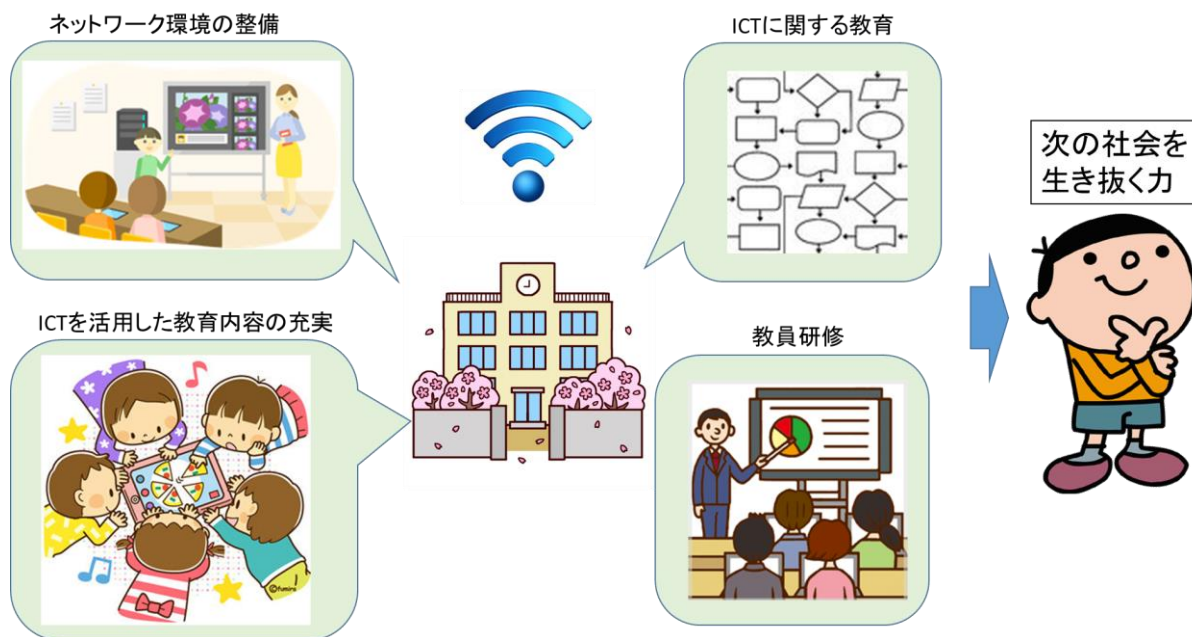 ネットワーク環境の整備
ICTに関する教育
次の社会を
生き抜く力
ICTを活用した教育内容の充実
教員研修
©fumira